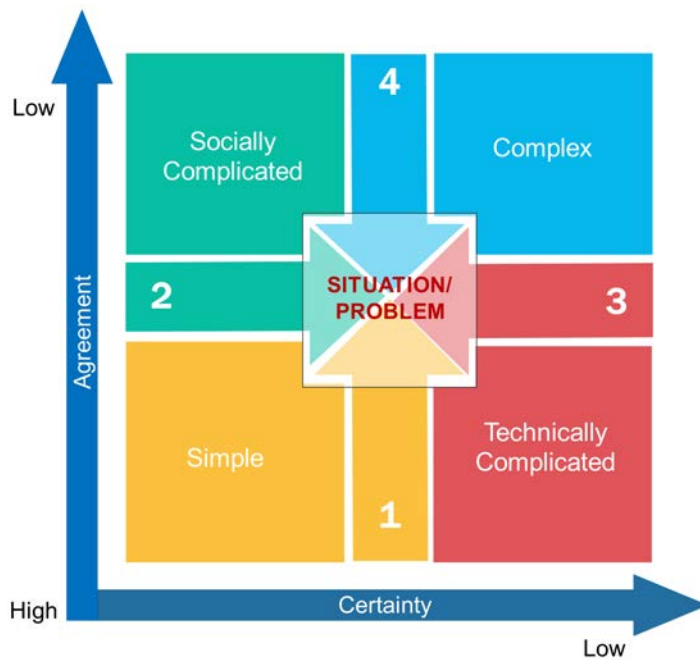 Low
4
Socially
Complicated
Complex
Agreement
2
SITUATION/
PROBLEM
3
Simple
Technically
Complicated
1
High
Certainty
Low